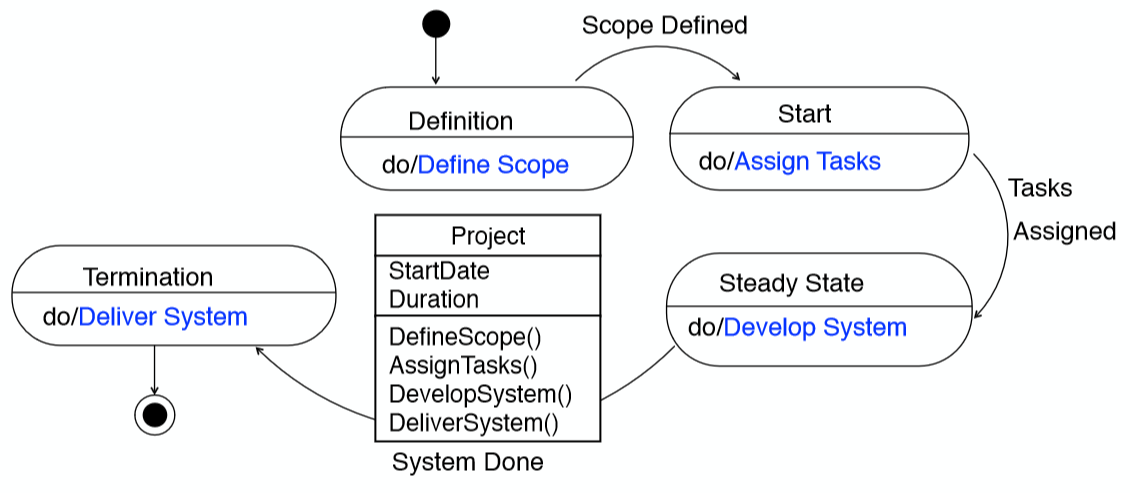 Scope Defined
Definition
do/Define Scope
Start
do/Assign Tasks
Tasks
Assigned
Project
StartDate
Duration
DefineScope()
AssignTasks()
DevelopSystem()
DeliverSystem()
Steady State
do/Develop System
Termination
do/Deliver System
System Done